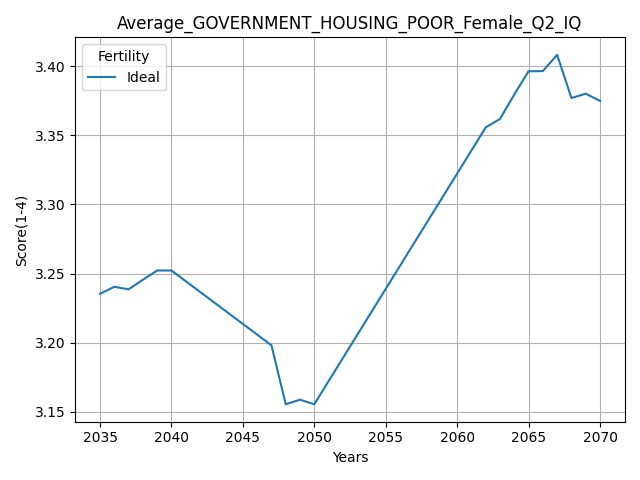 Average_GOVERNMENT_HOUSING_POOR_Female_Q2_IQ
Fertility
Ideal
3.40
3.35
3.30
3.25
3.20
3.15
Score(1-4)
2035 2040 2045 2050 2055 2060 2065 2070
Years